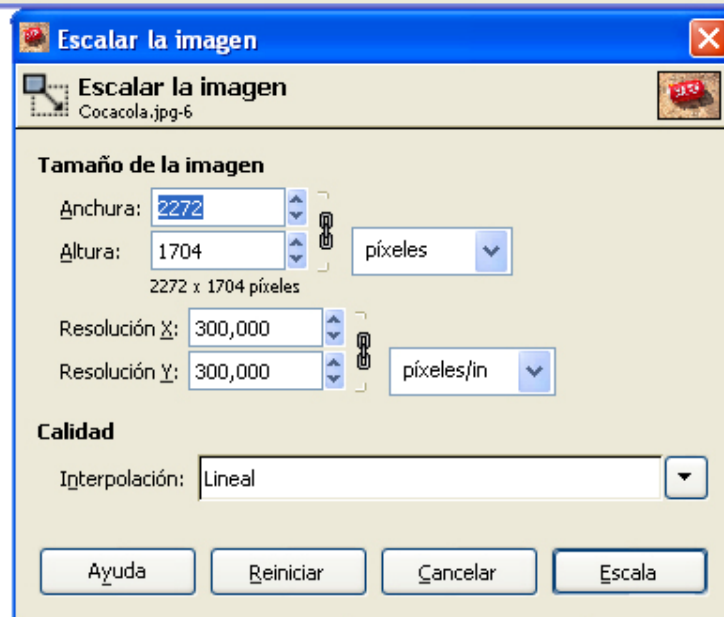 Escalar la imagen
Escalar la imagen
Cocacola.jpg-6
Tamaño de la imagen
Anchura: 2272
Altura: 1704 píxeles
2272 x 1704 píxeles
Resolución X: 300,000
Resolución Y: 300,000 píxeles/in
Calidad
Interpolación: Lineal
Ayuda Reiniciar Cancelar Escala